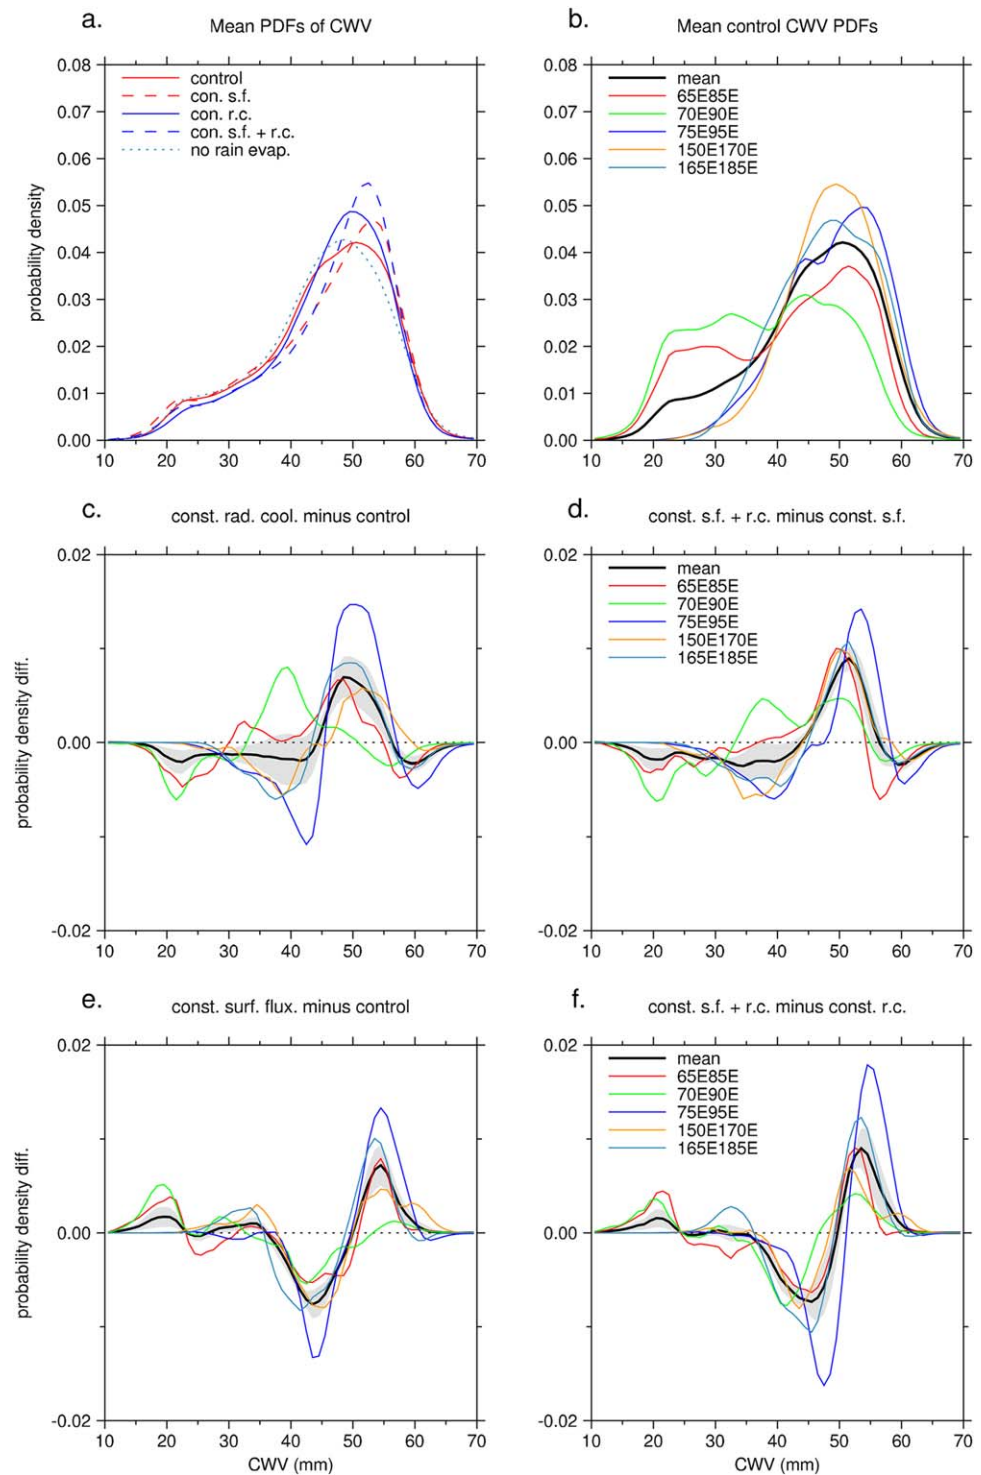 a.
Mean PDFs of CWV
0.08
0.07
0.06
0.05
0.04
0.03
0.02
0.01
0.00
probability density
control
con. s.f.
con. r.c.
con. s.f. + r.c.
no rain evap.
10 20 30 40 50 60 70
b.
Mean control CWV PDFs
0.08
0.07
0.06
0.05
0.04
0.03
0.02
0.01
0.00
mean
65E85E
70E90E
75E95E
150E170E
165E185E
10 20 30 40 50 60 70
c.
const. rad. cool. minus control
0.02
0.00
-0.02
probability density diff.
10 20 30 40 50 60 70
d.
const. s.f. + r.c. minus const. s.f.
0.02
0.00
-0.02
mean
65E85E
70E90E
75E95E
150E170E
165E185E
10 20 30 40 50 60 70
e.
const. surf. flux. minus control
0.02
0.00
-0.02
probability density diff.
10 20 30 40 50 60 70
CWV (mm)
f.
const. s.f. + r.c. minus const. r.c.
0.02
0.00
-0.02
mean
65E85E
70E90E
75E95E
150E170E
165E185E
10 20 30 40 50 60 70
CWV (mm)